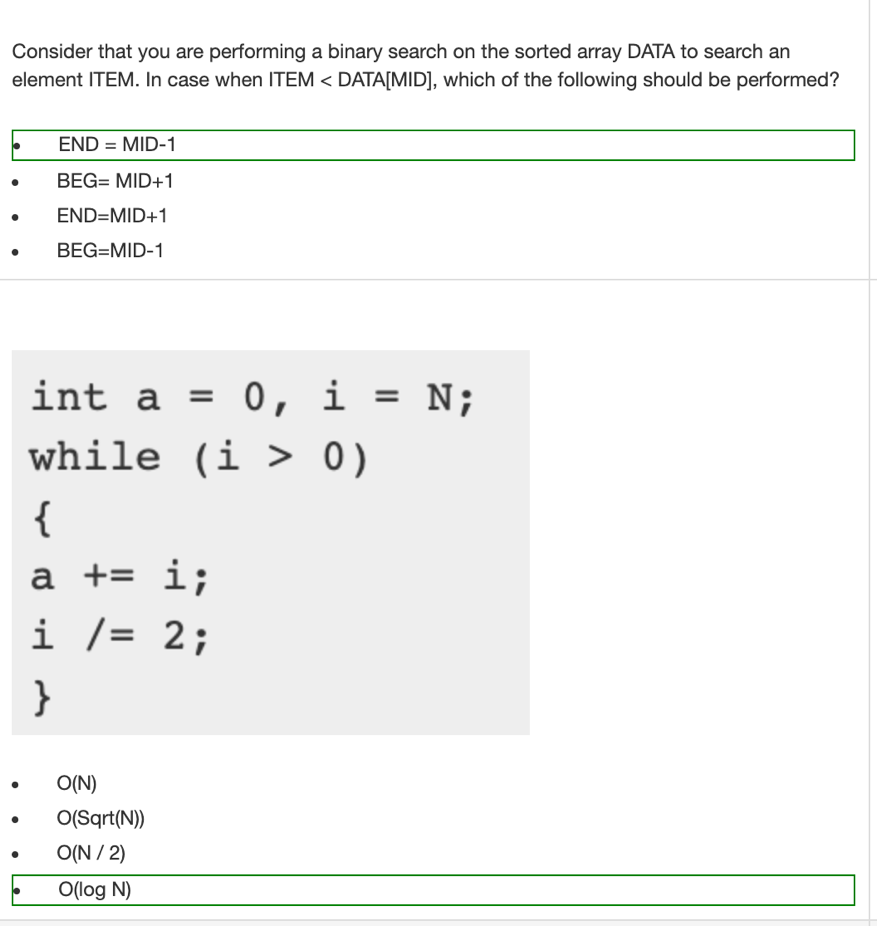 Consider that you are performing a binary search on the sorted array DATA to search an
element ITEM. In case when ITEM < DATA[MID], which of the following should be performed?
• END = MID-1
• BEG= MID+1
• END=MID+1
• BEG=MID-1
int a = 0, i = N;
while (i > 0)
{
a += i;
i /= 2;
}
• O(N)
• O(Sqrt(N))
• O(N / 2)
• O(log N)